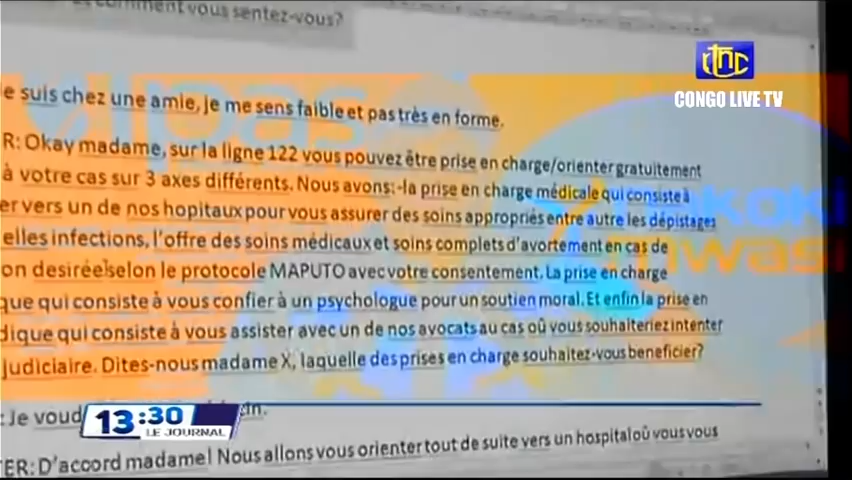 comment vous sentez-vous?
rtnc
CONGO LIVE TV
e suis chez une amie, je me sens faible et pas très en forme.
R: Okay madame, sur la ligne 122 vous pouvez être prise en charge/orienter gratuitement
à votre cas sur 3 axes différents. Nous avons: -la prise en charge médicale qui consiste à
er vers un de nos hopitaux pour vous assurer des soins appropriés entre autre les dépistages
elles infections, l'offre des soins médicaux et soins complets d'avortement en cas de
on desirée selon le protocole MAPUTO avec votre consentement. La prise en charge
que qui consiste à vous confier à un psychologue pour un soutien moral. Et enfin la prise en
dique qui consiste à vous assister avec un de nos avocats au cas où vous souhaiteriez intenter
judiciaire. Dites-nous madame X, laquelle des prises en charge souhaitez-vous beneficier?
: Je voud
in.
13:30
LE JOURNAL
TER: D'accord madame! Nous allons vous orienter tout de suite vers un hospital où vous vous